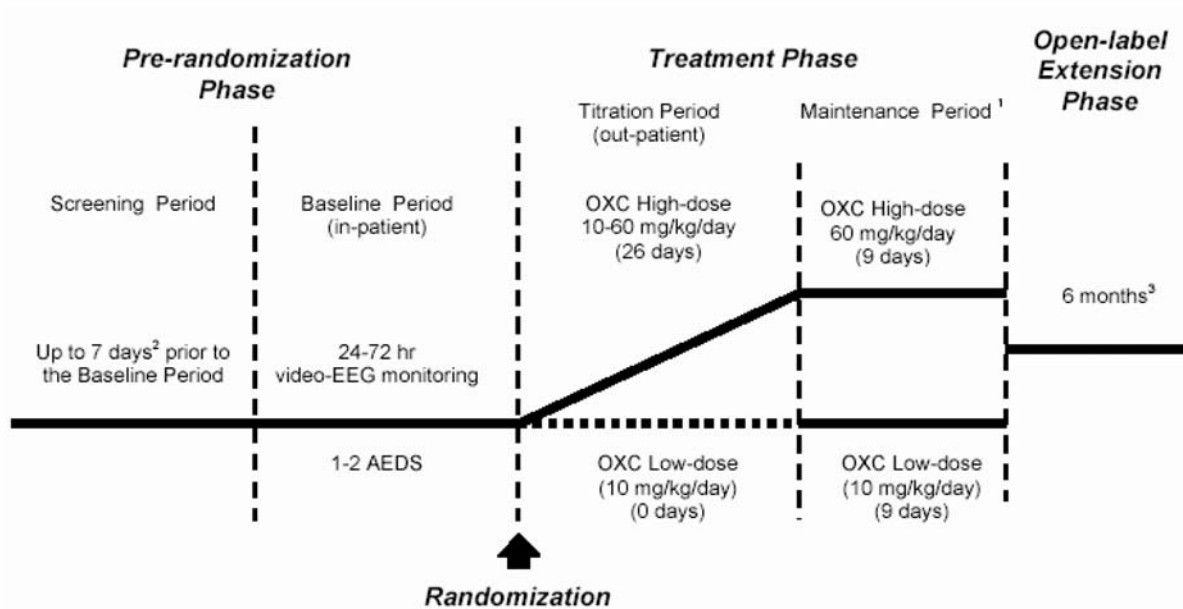 Pre-randomization
Phase
Treatment Phase
Open-label
Extension
Phase
Titration Period
(out-patient)
Maintenance Period ¹
Screening Period
Baseline Period
(in-patient)
OXC High-dose
10-60 mg/kg/day
(26 days)
OXC High-dose
60 mg/kg/day
(9 days)
6 months³
Up to 7 days² prior to
the Baseline Period
24-72 hr
video-EEG monitoring
1-2 AEDS
OXC Low-dose
(10 mg/kg/day)
(0 days)
OXC Low-dose
(10 mg/kg/day)
(9 days)
Randomization